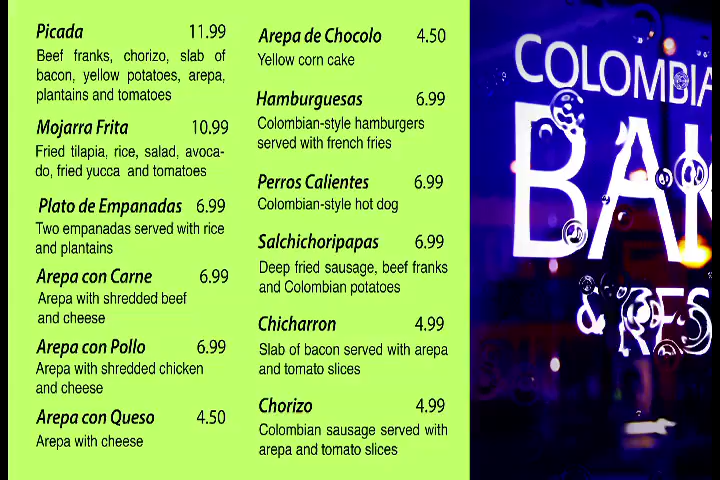 Picada 11.99
Beef franks, chorizo, slab of
bacon, yellow potatoes, arepa,
plantains and tomatoes
Mojarra Frita 10.99
Fried tilapia, rice, salad, avoca-
do, fried yucca and tomatoes
Plato de Empanadas 6.99
Two empanadas served with rice
and plantains
Arepa con Carne 6.99
Arepa with shredded beef
and cheese
Arepa con Pollo 6.99
Arepa with shredded chicken
and cheese
Arepa con Queso 4.50
Arepa with cheese
Arepa de Chocolo 4.50
Yellow corn cake
Hamburguesas 6.99
Colombian-style hamburgers
served with french fries
Perros Calientes 6.99
Colombian-style hot dog
Salchichoripapas 6.99
Deep fried sausage, beef franks
and Colombian potatoes
Chicharron 4.99
Slab of bacon served with arepa
and tomato slices
Chorizo 4.99
Colombian sausage served with
arepa and tomato slices
COLOMBIA
BAN
& RES